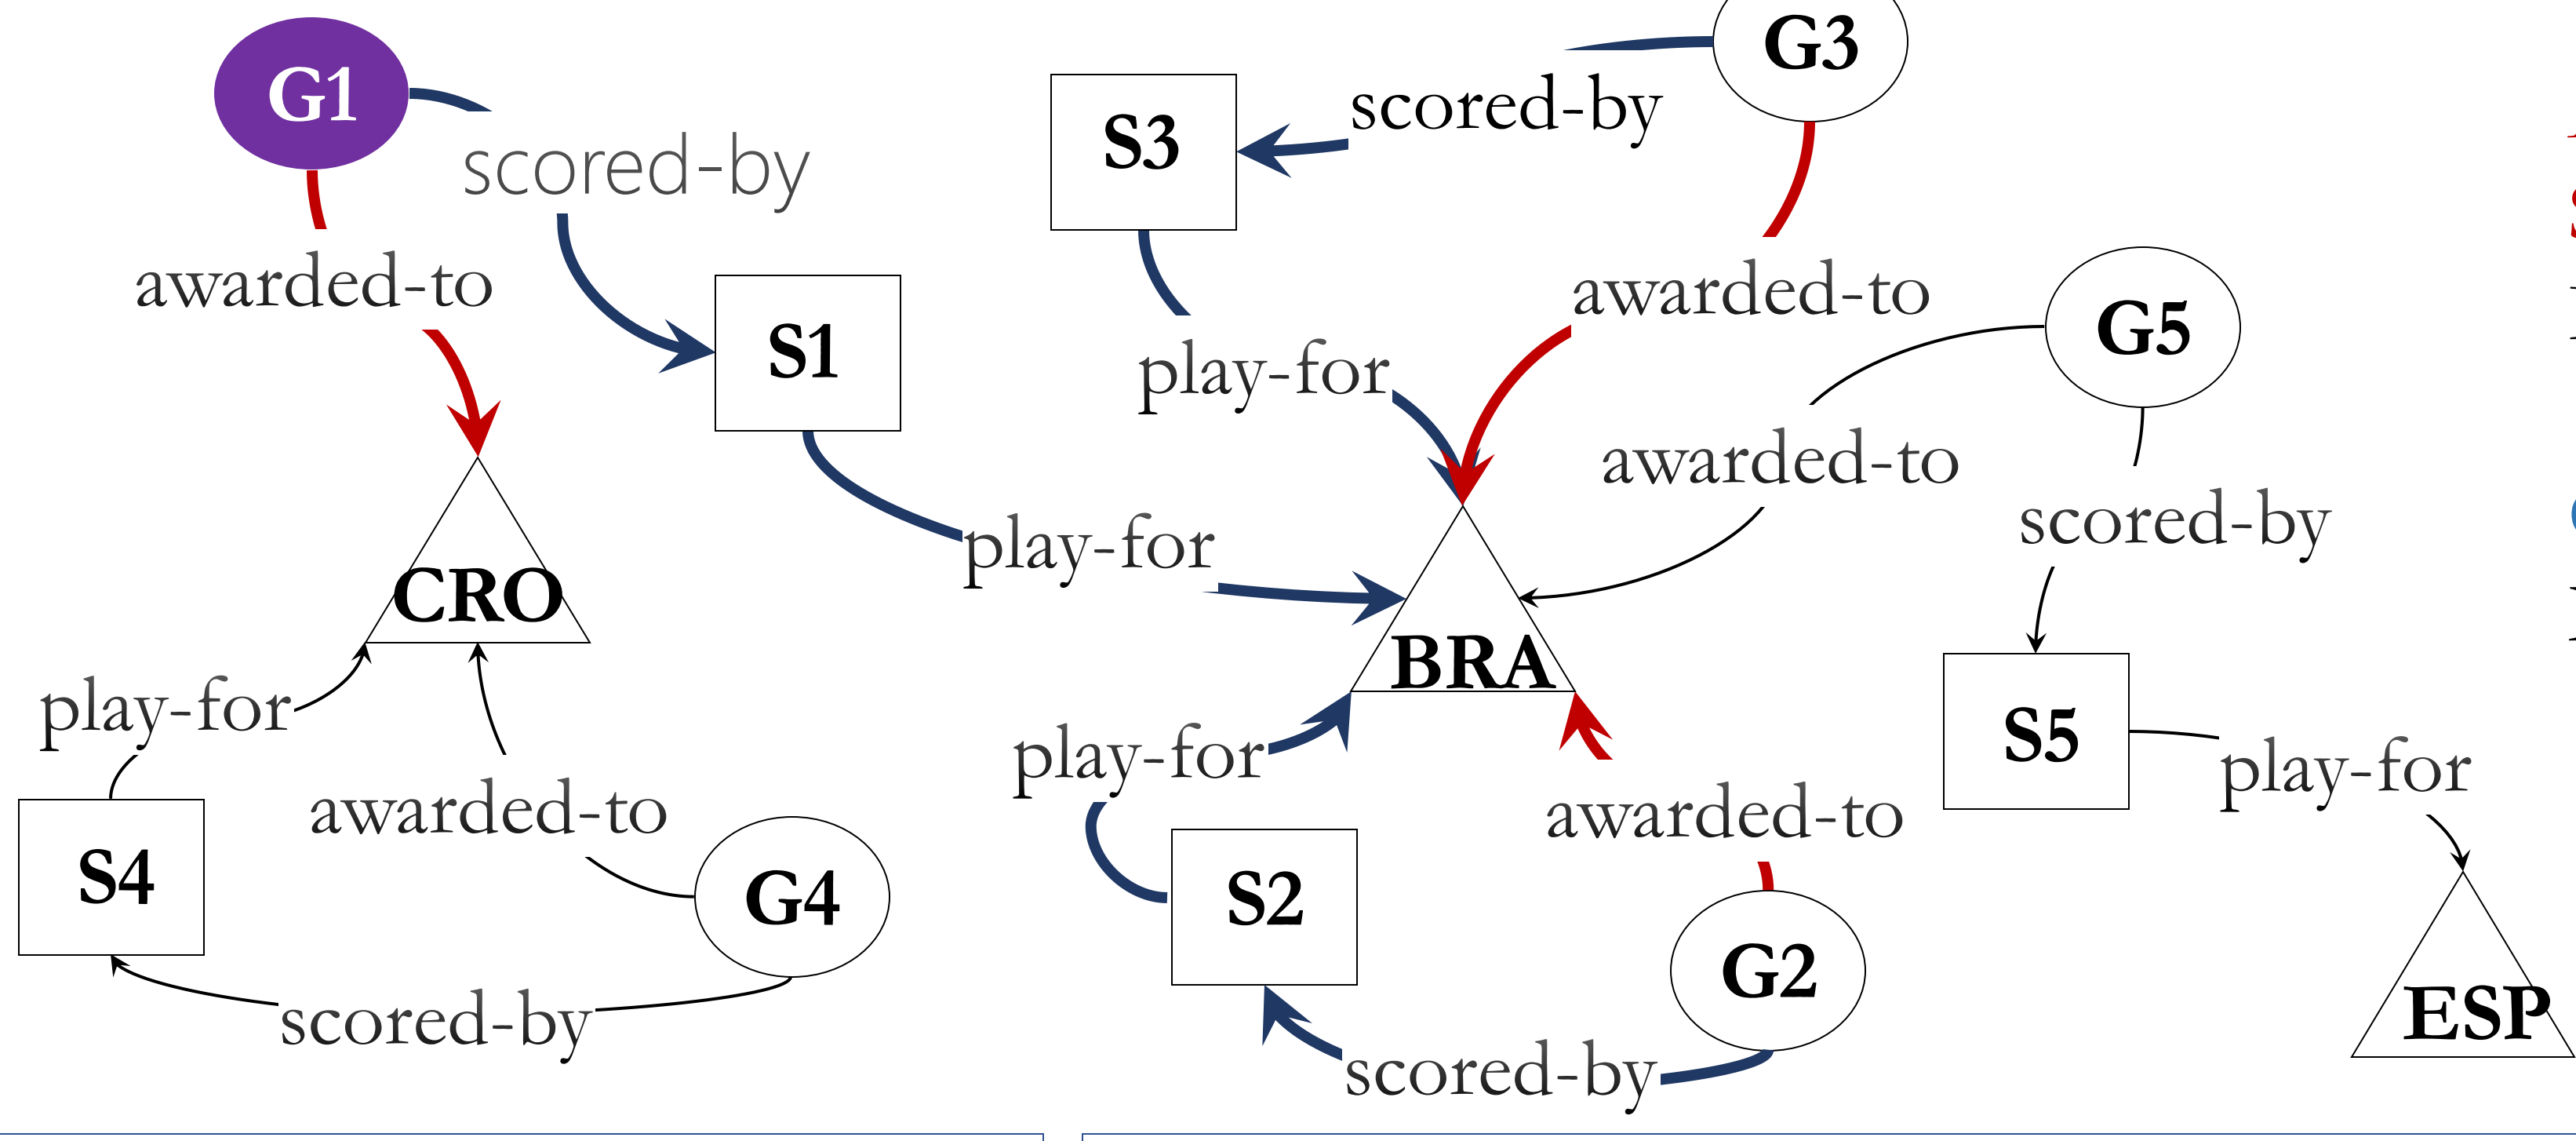 G1
scored-by
awarded-to
S1
play-for
CRO
play-for
S4
awarded-to
G4
scored-by
G3
scored-by
S3
awarded-to
play-for
G5
awarded-to
scored-by
BRA
play-for
S2
awarded-to
G2
scored-by
S5
play-for
ESP